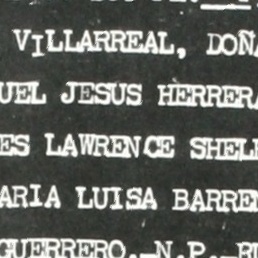 VILLARREAL, DOÑA
UEL JESUS HERRERA
ES LAWRENCE SHEL
ARIA LUISA BARRE
GUERRERO.—N.P.—